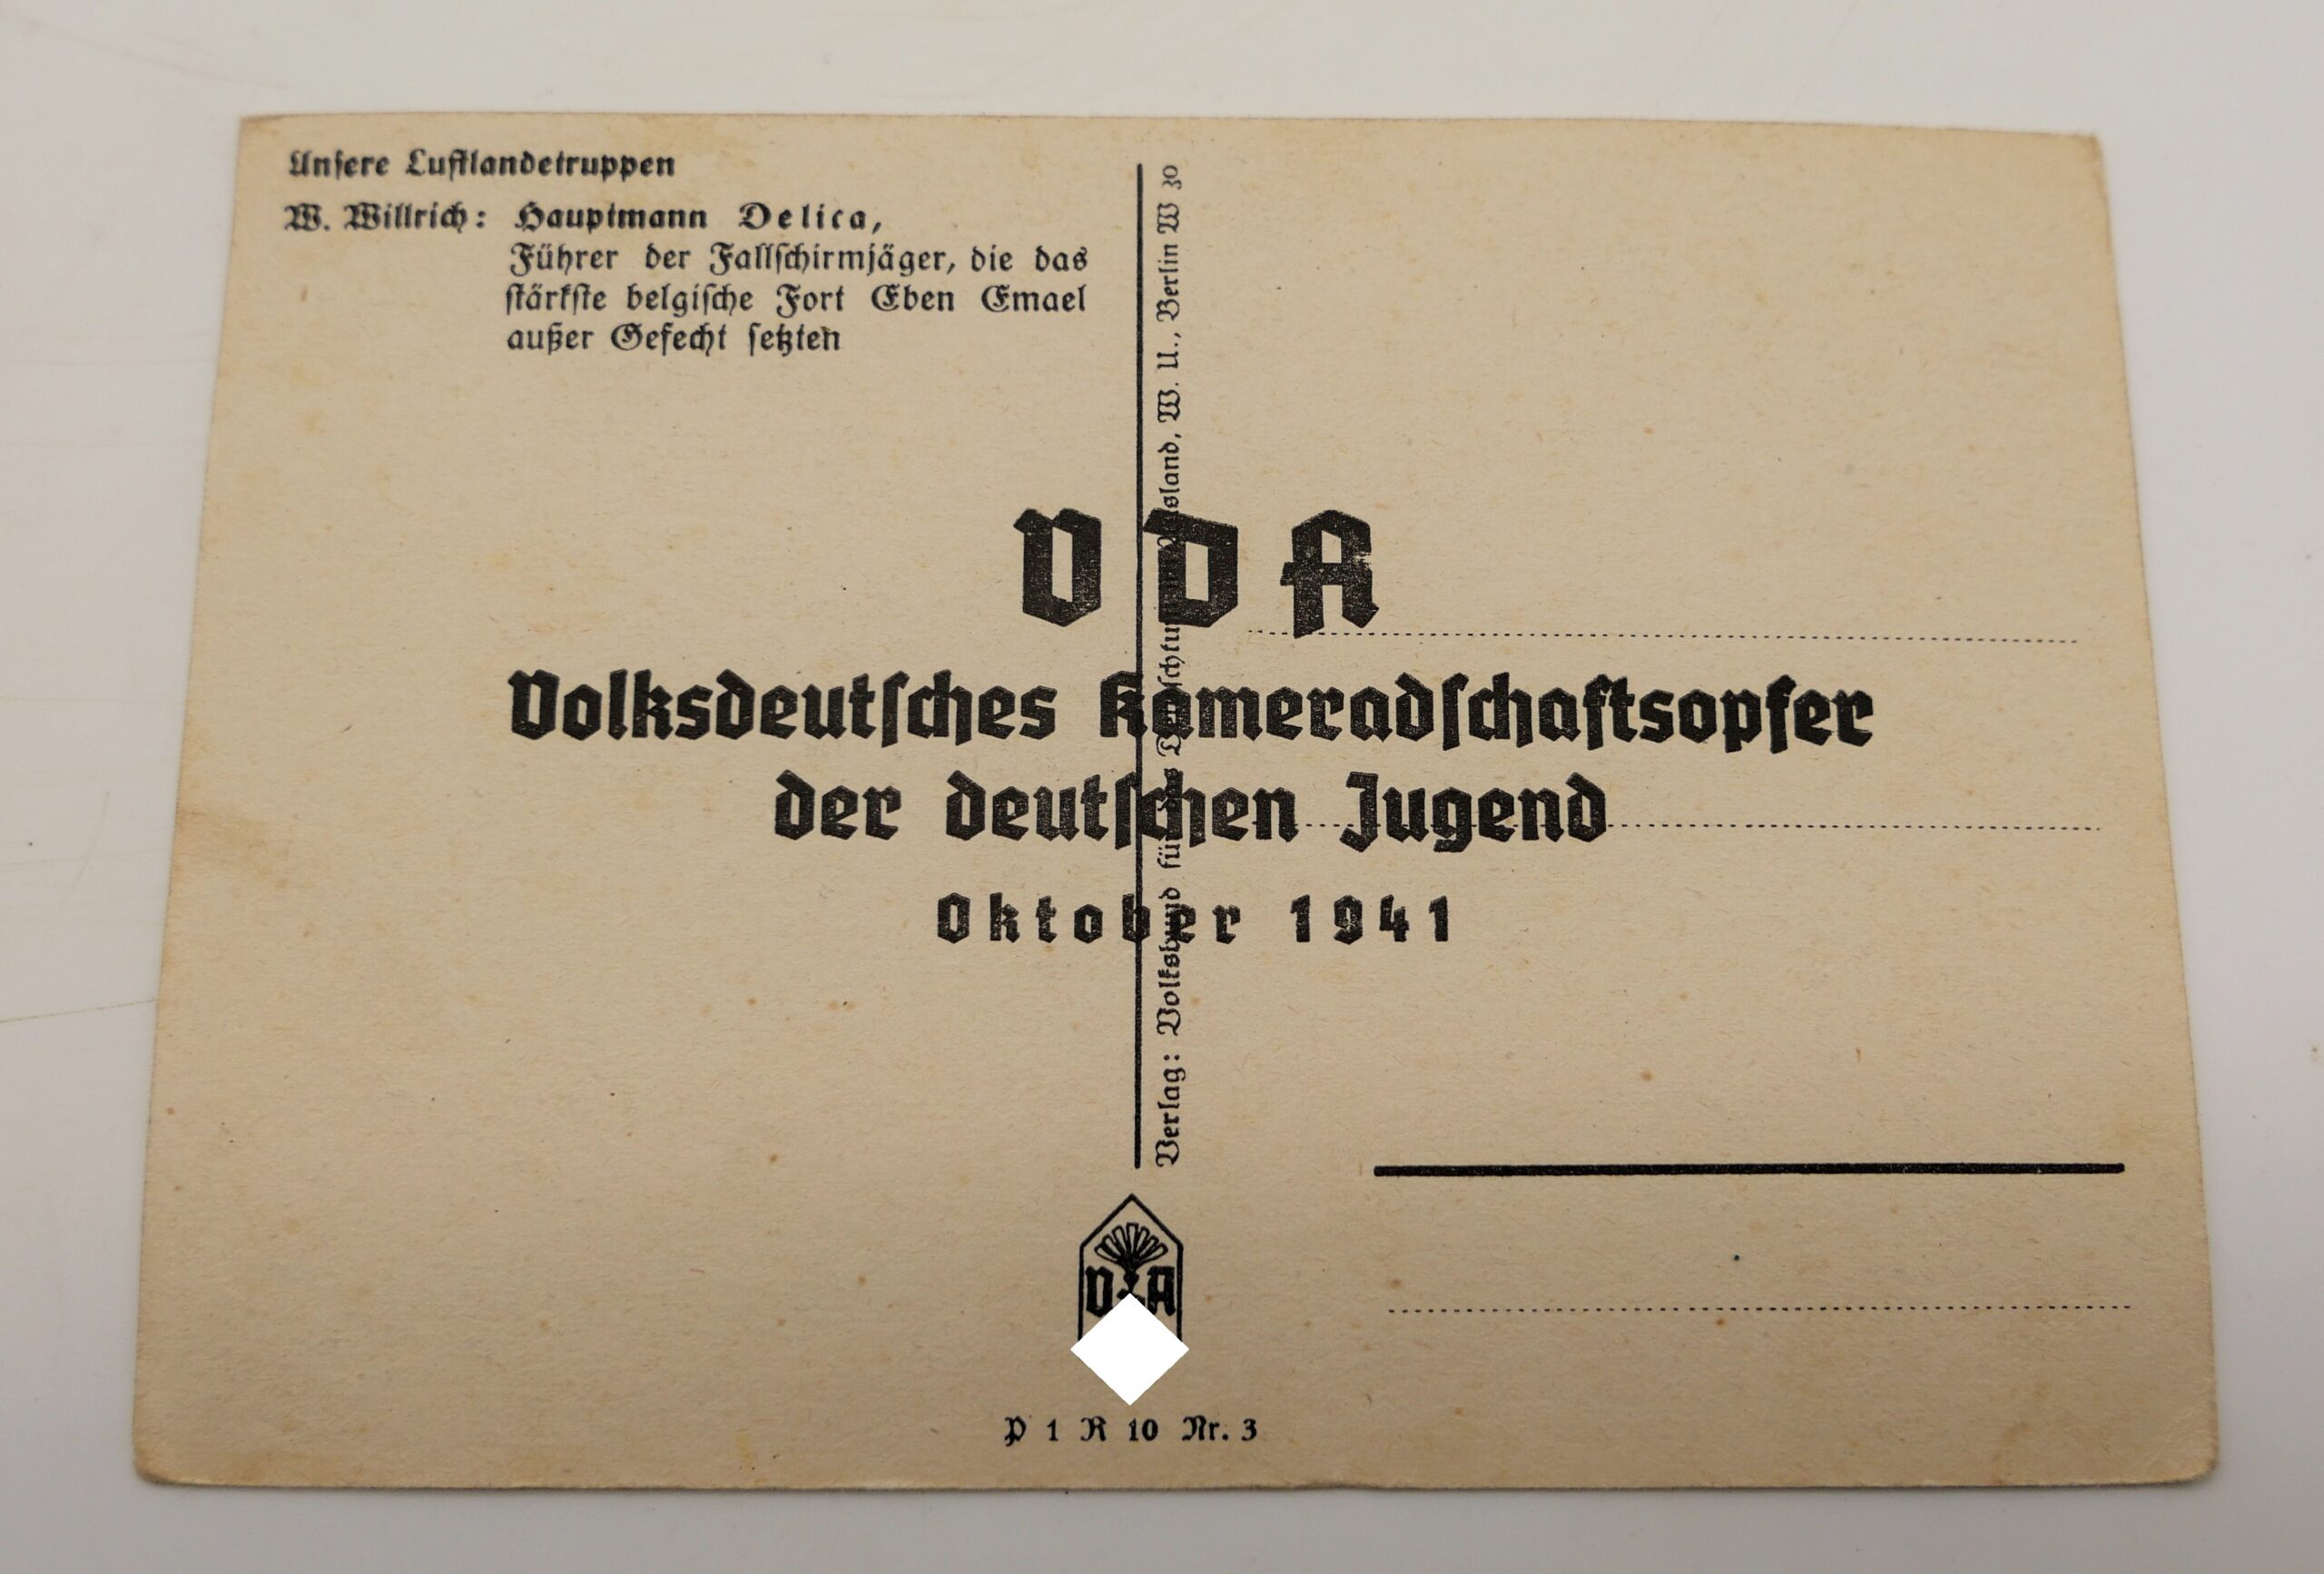 Unsere Luftlandetruppen
W. Willrich: Hauptmann Delica,
Führer der Fallschirmjäger, die das
stärkste belgische Fort Eben Emael
außer Gefecht setzten
Verlag: Volksbund für das Deutschtum im Ausland, W. U., Berlin W 30
VDA
Volksdeutsches Kameradschaftsopfer
der deutschen Jugend
Oktober 1941
VDA
P 1 R 10 Nr. 3